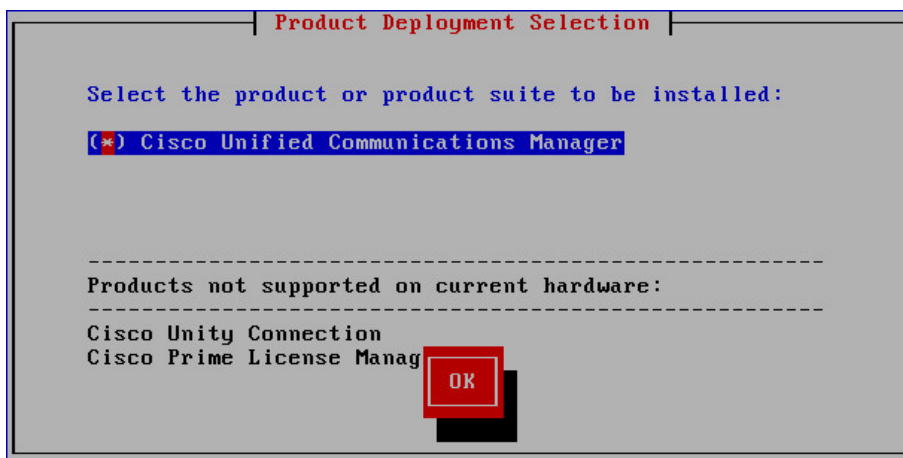 Product Deployment Selection
Select the product or product suite to be installed:
(*) Cisco Unified Communications Manager
--------------------------------------------------------
Products not supported on current hardware:
--------------------------------------------------------
Cisco Unity Connection
Cisco Prime License Manag
OK